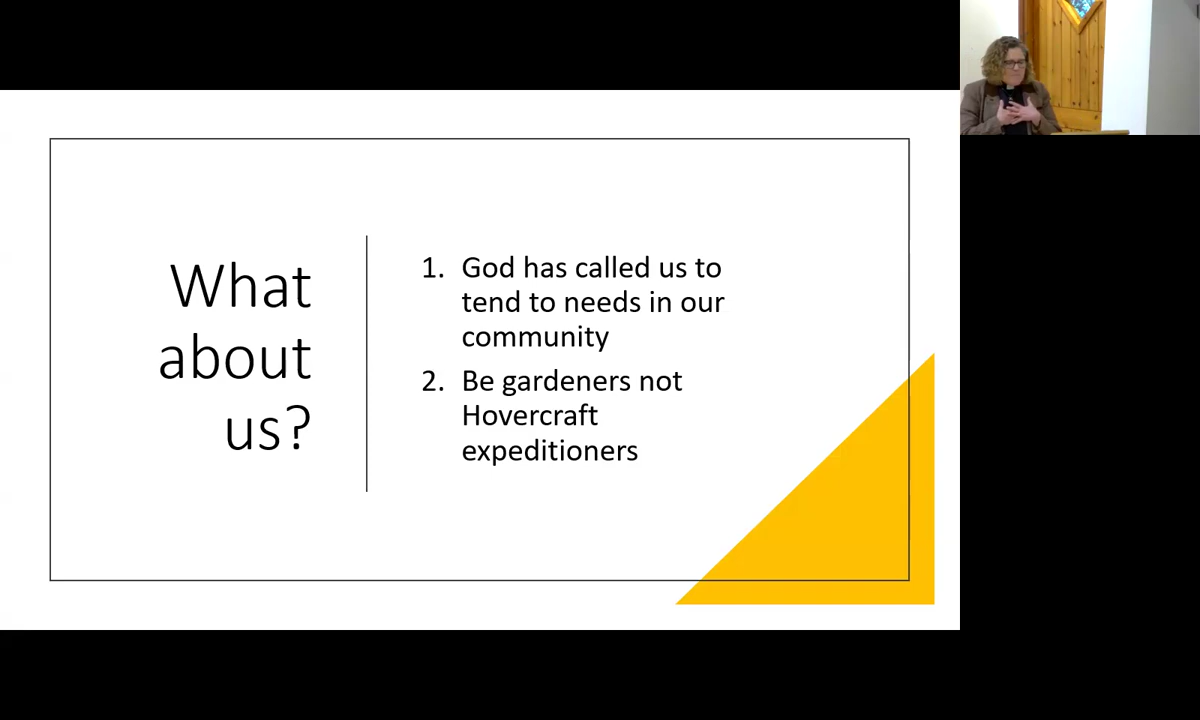 What
about
us?
1. God has called us to
tend to needs in our
community
2. Be gardeners not
Hovercraft
expeditioners